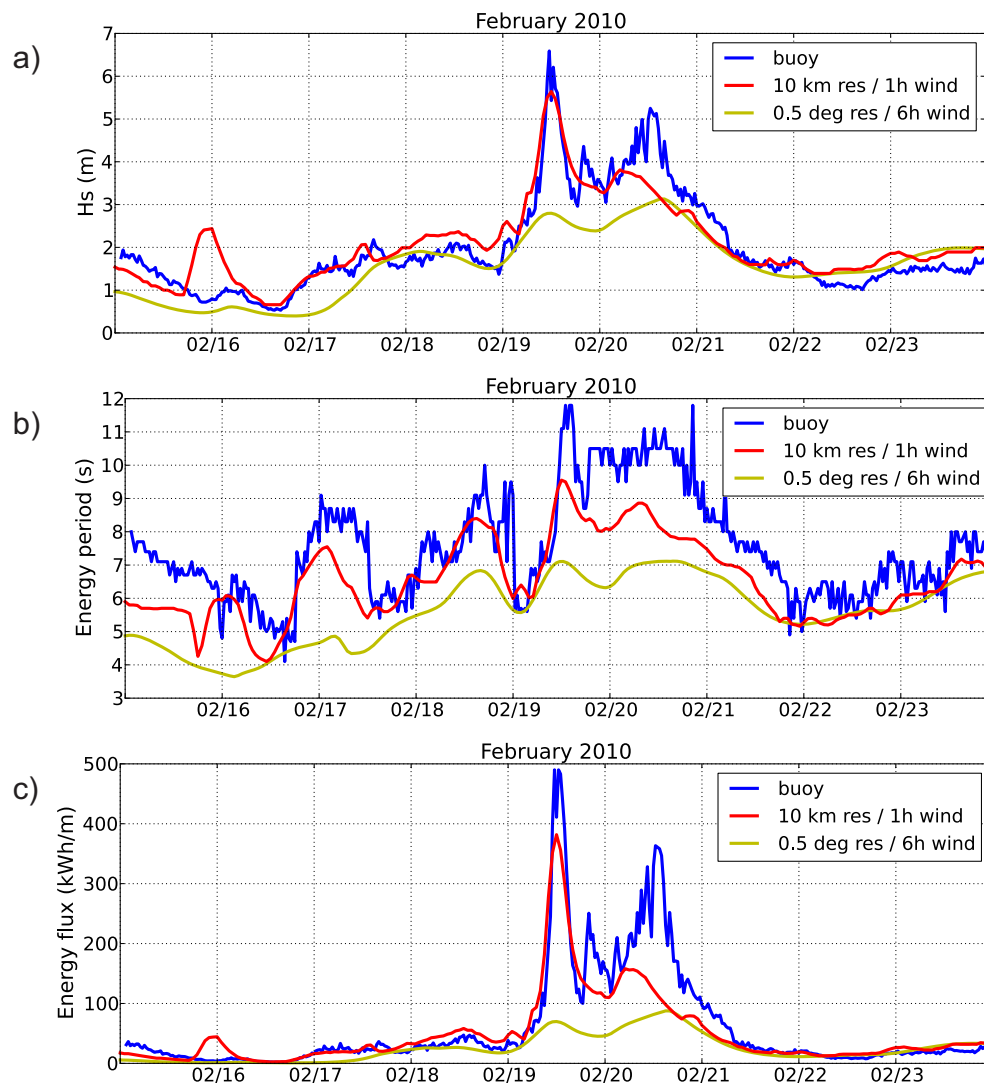 a)
February 2010
Hs (m)
7
6
5
4
3
2
1
0
buoy
10 km res / 1h wind
0.5 deg res / 6h wind
02/16 02/17 02/18 02/19 02/20 02/21 02/22 02/23
b)
February 2010
Energy period (s)
12
11
10
9
8
7
6
5
4
3
buoy
10 km res / 1h wind
0.5 deg res / 6h wind
02/16 02/17 02/18 02/19 02/20 02/21 02/22 02/23
c)
February 2010
Energy flux (kWh/m)
500
400
300
200
100
0
buoy
10 km res / 1h wind
0.5 deg res / 6h wind
02/16 02/17 02/18 02/19 02/20 02/21 02/22 02/23